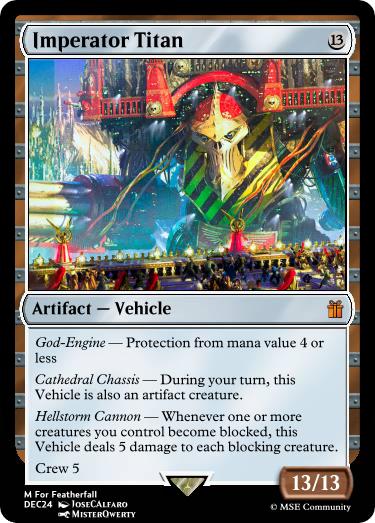 Imperator Titan 13
Artifact — Vehicle
God-Engine — Protection from mana value 4 or
less
Cathedral Chassis — During your turn, this
Vehicle is also an artifact creature.
Hellstorm Cannon — Whenever one or more
creatures you control become blocked, this
Vehicle deals 5 damage to each blocking creature.
Crew 5
13/13
M For Featherfall
DEC24 JoseCalfaro
MisterQwerty
© MSE Community